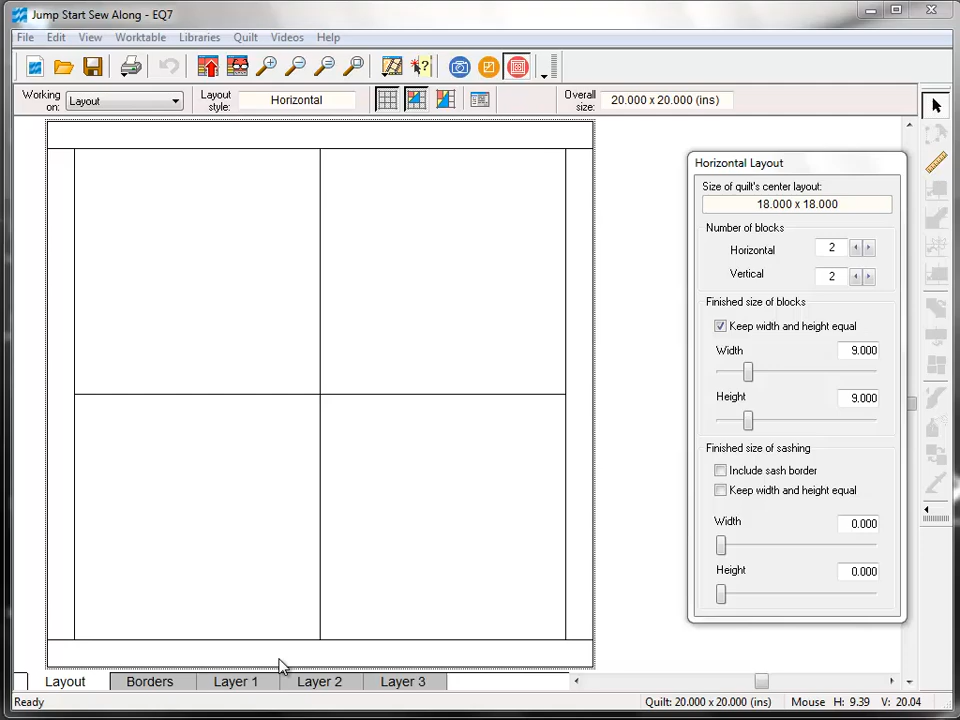 Jump Start Sew Along - EQ7
File Edit View Worktable Libraries Quilt Videos Help
Working on: Layout Layout style: Horizontal Overall size: 20.000 x 20.000 (ins)
Horizontal Layout
Size of quilt's center layout:
18.000 x 18.000
Number of blocks
Horizontal 2
Vertical 2
Finished size of blocks
Keep width and height equal
Width 9.000
Height 9.000
Finished size of sashing
Include sash border
Keep width and height equal
Width 0.000
Height 0.000
Layout Borders Layer 1 Layer 2 Layer 3
Ready Quilt: 20.000 x 20.000 (ins) Mouse H: 9.39 V: 20.04